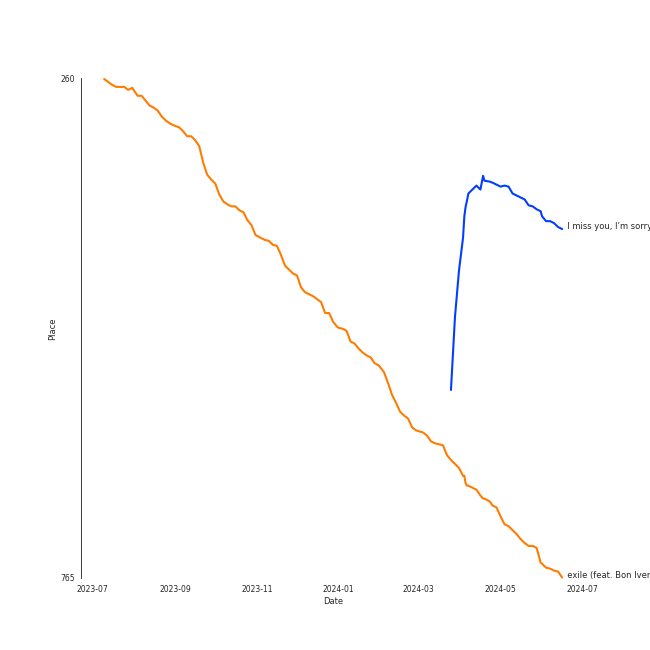 260
I miss you, I'm sorry
Place
exile (feat. Bon Iver
765
2023-07 2023-09 2023-11 2024-01 2024-03 2024-05 2024-07
Date